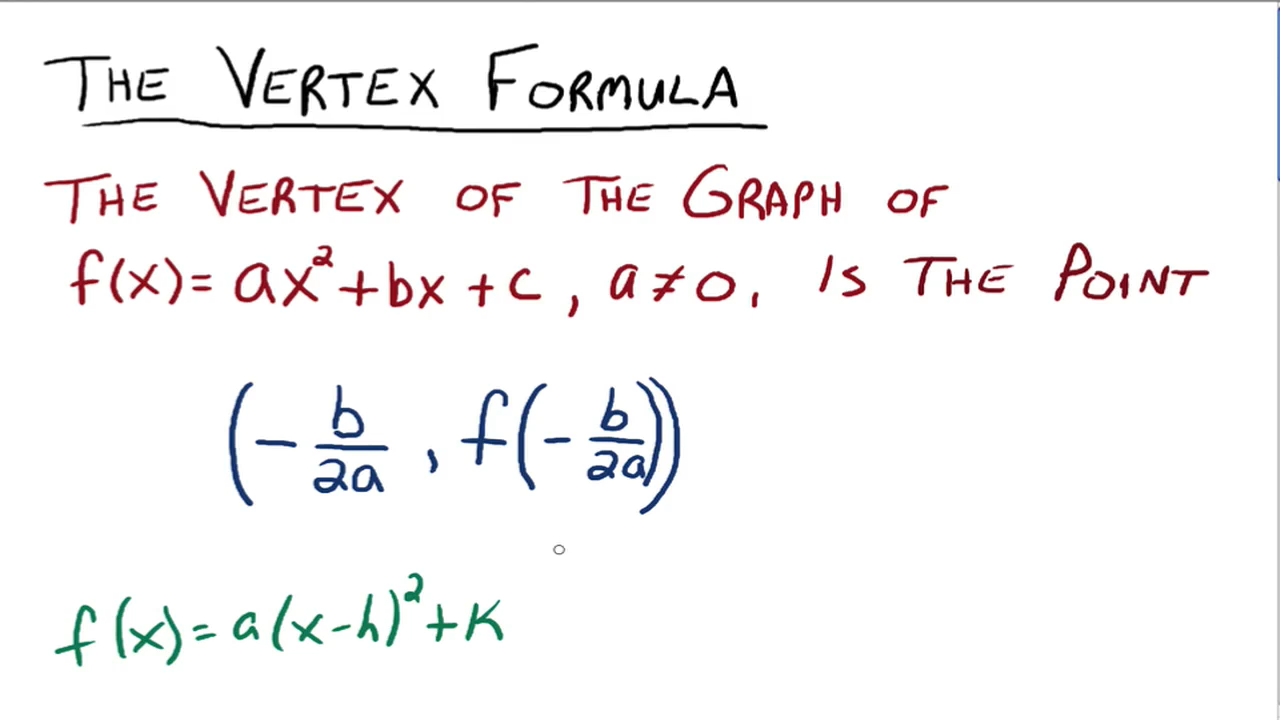 THE VERTEX FORMULA
THE VERTEX OF THE GRAPH OF
f(x)= ax²+bx+c, a≠0, IS THE POINT
(-b/2a, f(-b/2a))
f(x)=a(x-h)²+K